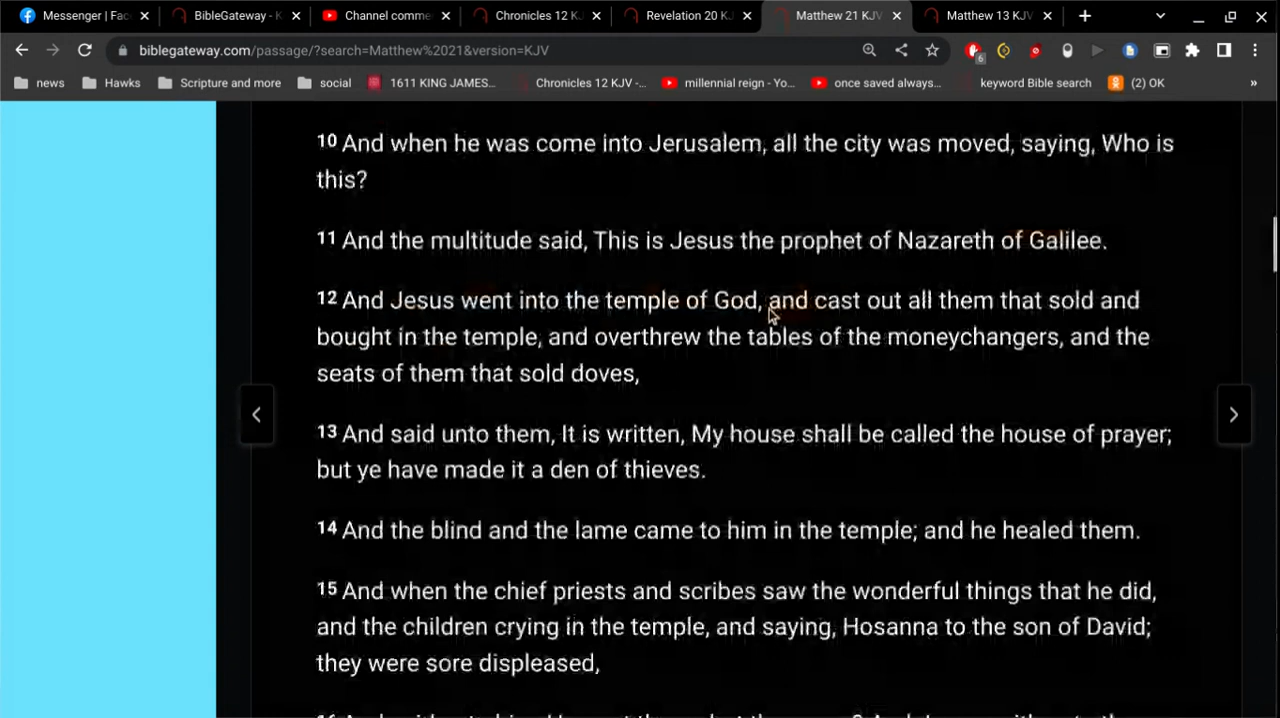 Messenger | Fac
BibleGateway - K
Channel comme
Chronicles 12 KJ
Revelation 20 KJ
Matthew 21 KJV
Matthew 13 KJV
biblegateway.com/passage/?search=Matthew%2021&version=KJV
6
news
Hawks
Scripture and more
social
1611 KING JAMES...
Chronicles 12 KJV -...
millennial reign - Yo...
once saved always...
keyword Bible search
(2) OK
»
10 And when he was come into Jerusalem, all the city was moved, saying, Who is
this?
11 And the multitude said, This is Jesus the prophet of Nazareth of Galilee.
12 And Jesus went into the temple of God, and cast out all them that sold and
bought in the temple, and overthrew the tables of the moneychangers, and the
seats of them that sold doves,
13 And said unto them, It is written, My house shall be called the house of prayer;
but ye have made it a den of thieves.
14 And the blind and the lame came to him in the temple; and he healed them.
15 And when the chief priests and scribes saw the wonderful things that he did,
and the children crying in the temple, and saying, Hosanna to the son of David;
they were sore displeased,